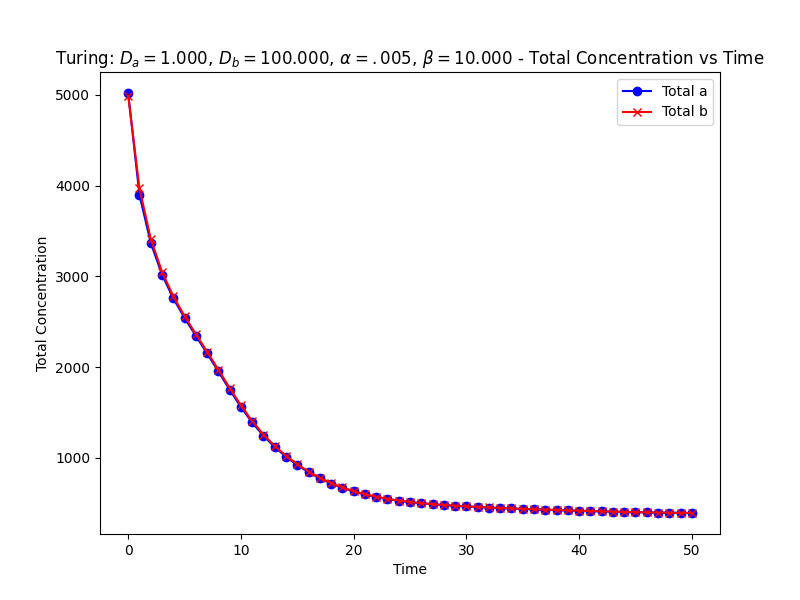 Turing: $D_a = 1.000$, $D_b = 100.000$, $\alpha = .005$, $\beta = 10.000$ - Total Concentration vs Time
Total a
Total b
Total Concentration
5000
4000
3000
2000
1000
0
10
20
30
40
50
Time